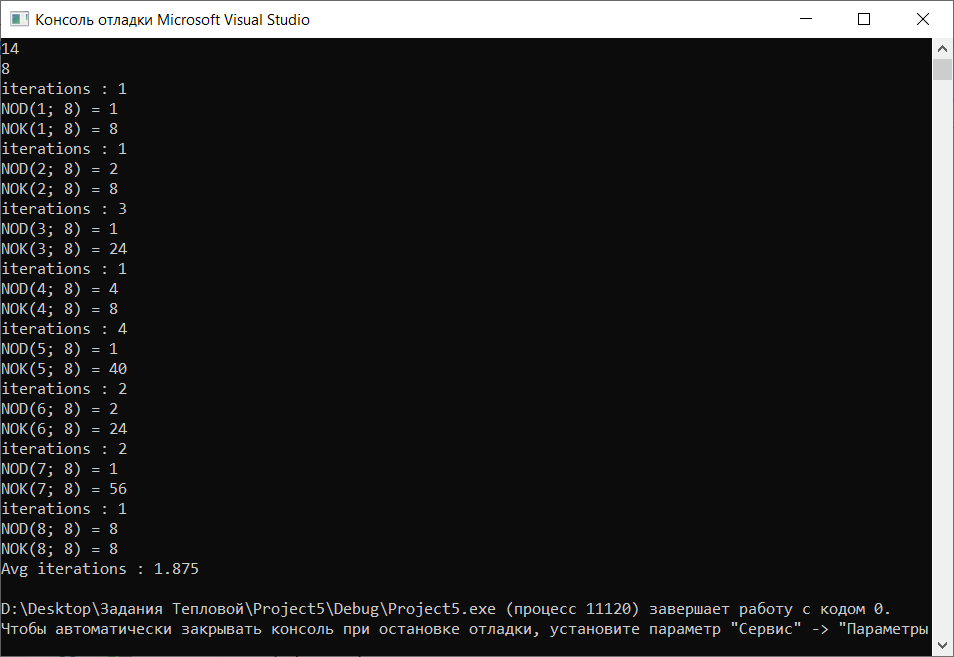 Консоль отладки Microsoft Visual Studio
14
8
iterations : 1
NOD(1; 8) = 1
NOK(1; 8) = 8
iterations : 1
NOD(2; 8) = 2
NOK(2; 8) = 8
iterations : 3
NOD(3; 8) = 1
NOK(3; 8) = 24
iterations : 1
NOD(4; 8) = 4
NOK(4; 8) = 8
iterations : 4
NOD(5; 8) = 1
NOK(5; 8) = 40
iterations : 2
NOD(6; 8) = 2
NOK(6; 8) = 24
iterations : 2
NOD(7; 8) = 1
NOK(7; 8) = 56
iterations : 1
NOD(8; 8) = 8
NOK(8; 8) = 8
Avg iterations : 1.875
D:\Desktop\Задания Тепловой\Project5\Debug\Project5.exe (процесс 11120) завершает работу с кодом 0.
Чтобы автоматически закрывать консоль при остановке отладки, установите параметр "Сервис" -> "Параметры